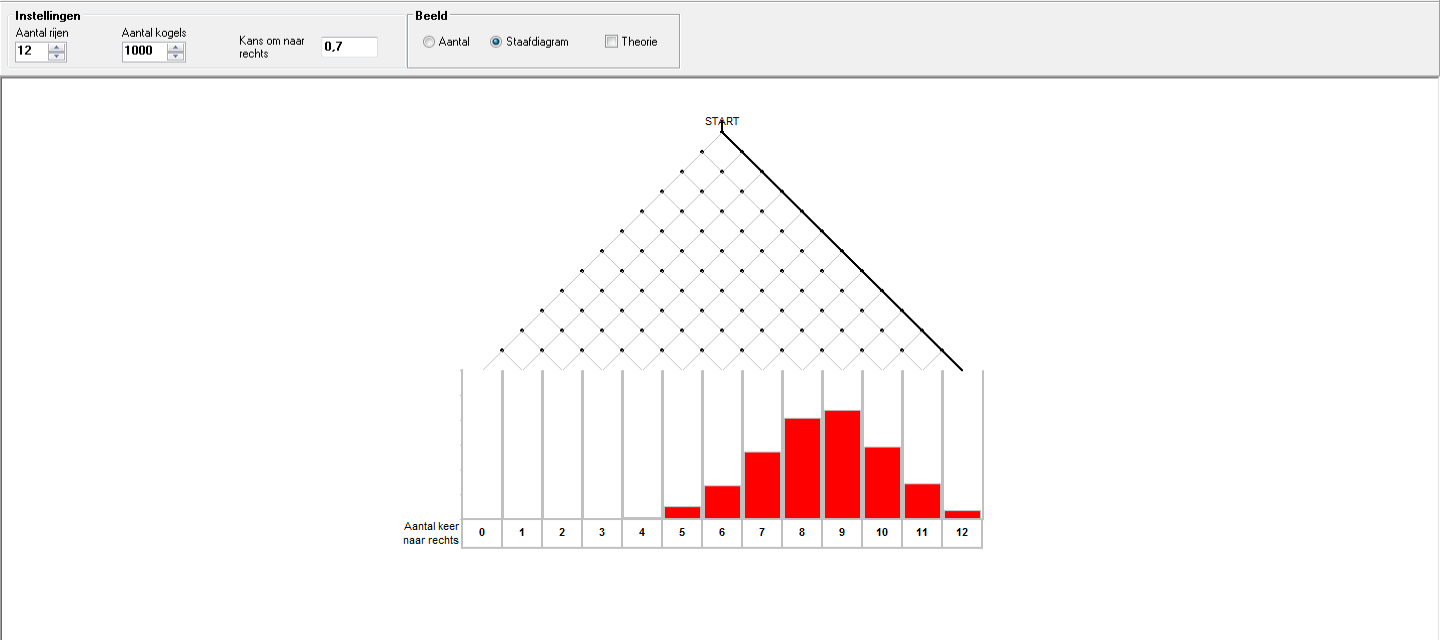 Instellingen
Aantal rijen
12
Aantal kogels
1000
Kans om naar
rechts
0,7
Beeld
Aantal
Staafdiagram
Theorie
START
Aantal keer
naar rechts
0 1 2 3 4 5 6 7 8 9 10 11 12